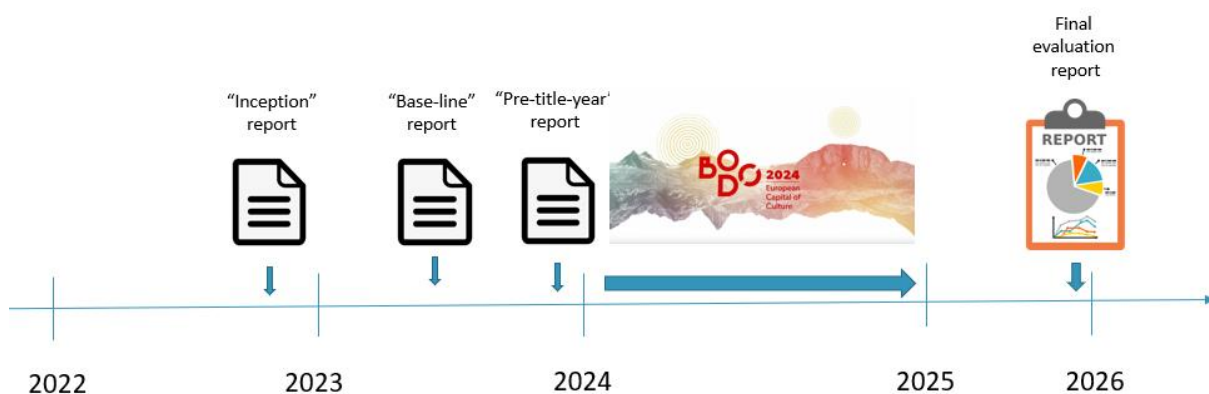 “Inception”
report
“Base-line”
report
“Pre-title-year”
report
BODO
2024
European
Capital of
Culture
Final
evaluation
report
REPORT
2022
2023
2024
2025
2026